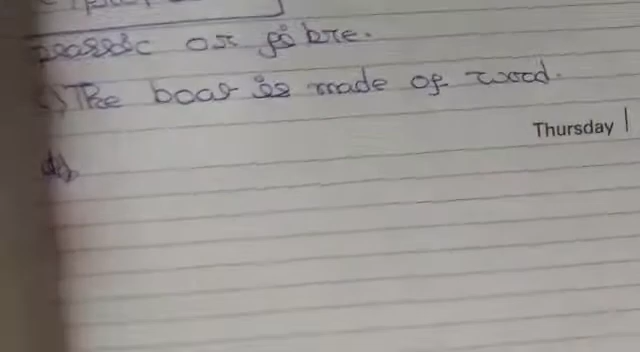 plastic or fibre.
c) The boat is made of wood.
Thursday
d)